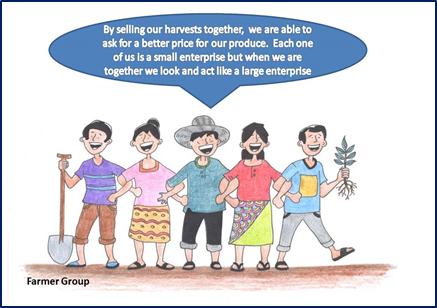 By selling our harvests together,  we are able to
ask for a better price for our produce.  Each one
of us is a small enterprise but when we are
together we look and act like a large enterprise
Farmer Group